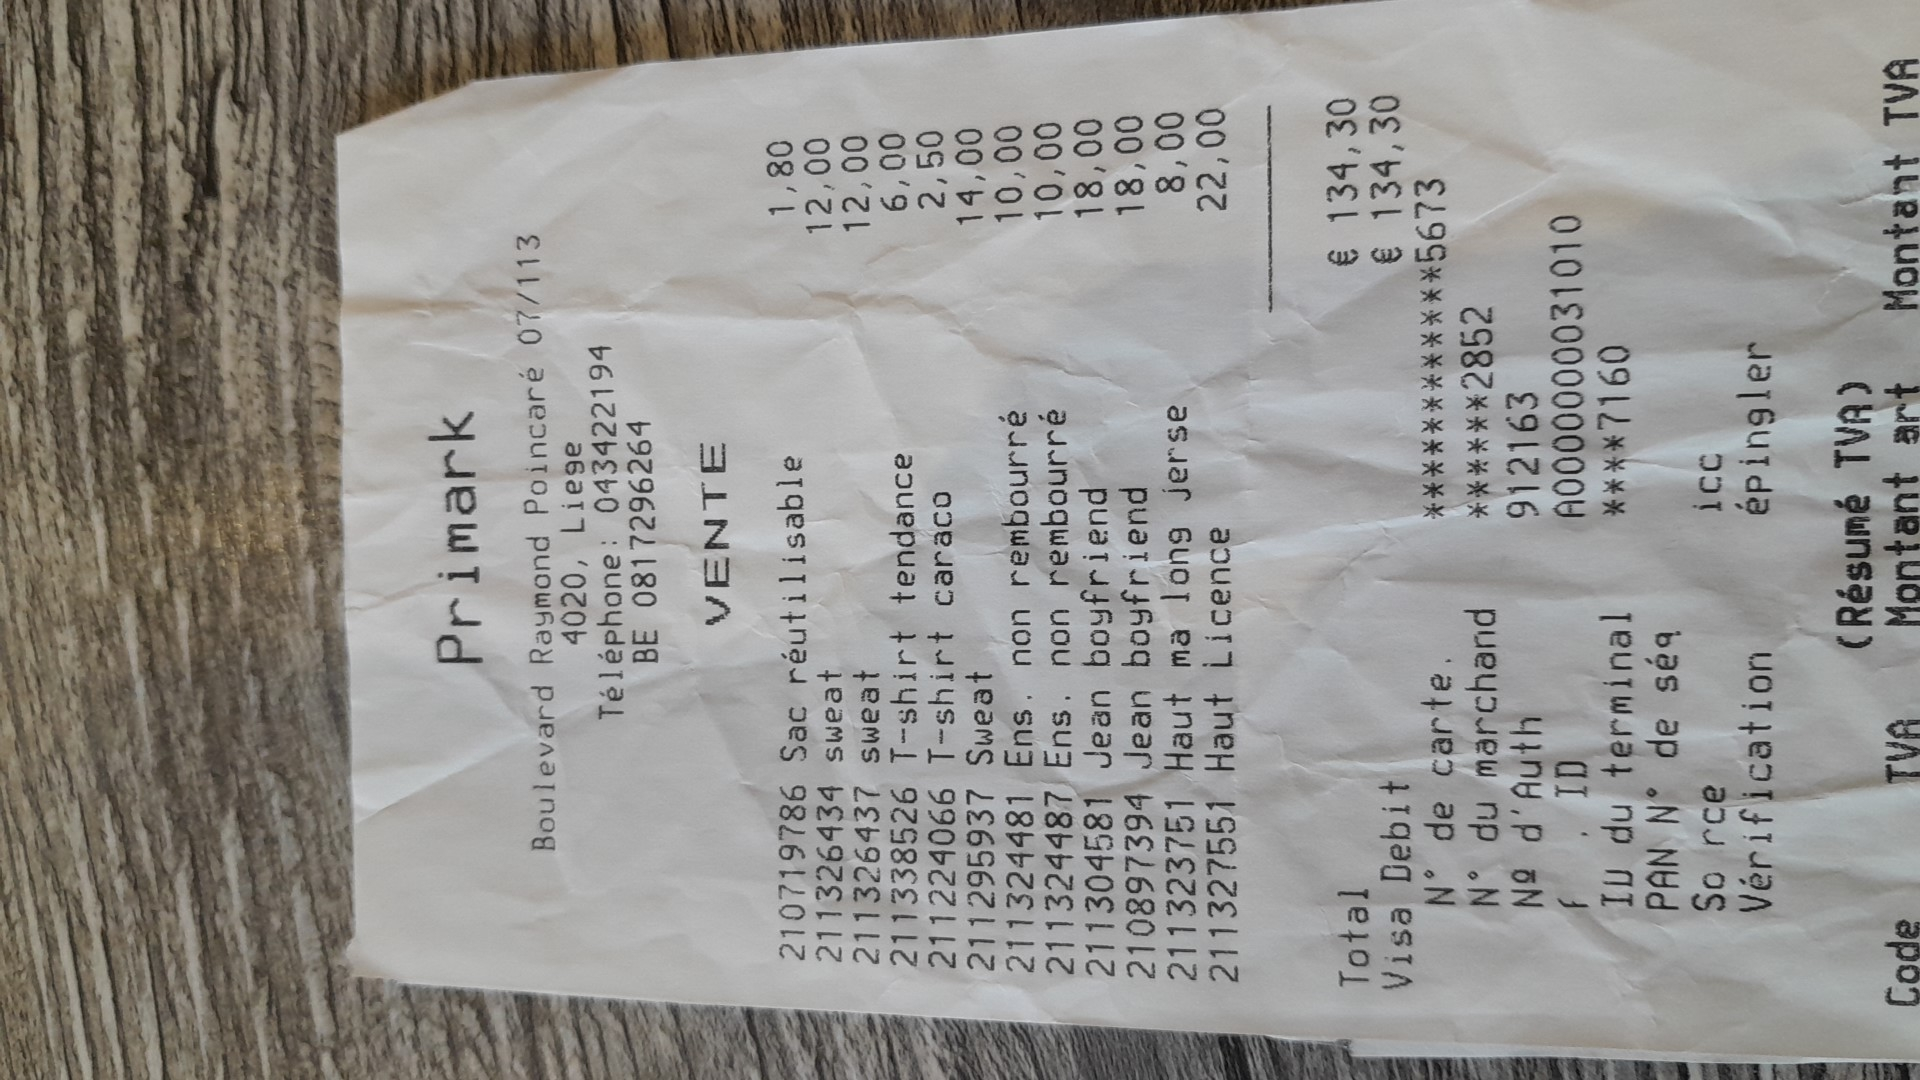 Primark
Boulevard Raymond Poincaré 07/113
4020, Liege
Téléphone: 043422194
BE 0817296264
VENTE
210719786 Sac réutilisable 1,80
211326434 sweat 12,00
211326437 sweat 12,00
211338526 T-shirt tendance 6,00
211224066 T-shirt caraco 2,50
211295937 Sweat 14,00
211324481 Ens. non rembourré 10,00
211324487 Ens. non rembourré 10,00
211304581 Jean boyfriend 18,00
210897394 Jean boyfriend 18,00
211323751 Haut ma long jerse 8,00
211327551 Haut Licence 22,00
Total € 134,30
Visa Debit € 134,30
N° de carte. ************5673
N° du marchand ******2852
Nº d'Auth 912163
ID A0000000031010
ID du terminal ****7160
PAN N° de séq
So rce icc
Vérification épingler
(Résumé TVA)
Code TVA Montant art Montant TVA